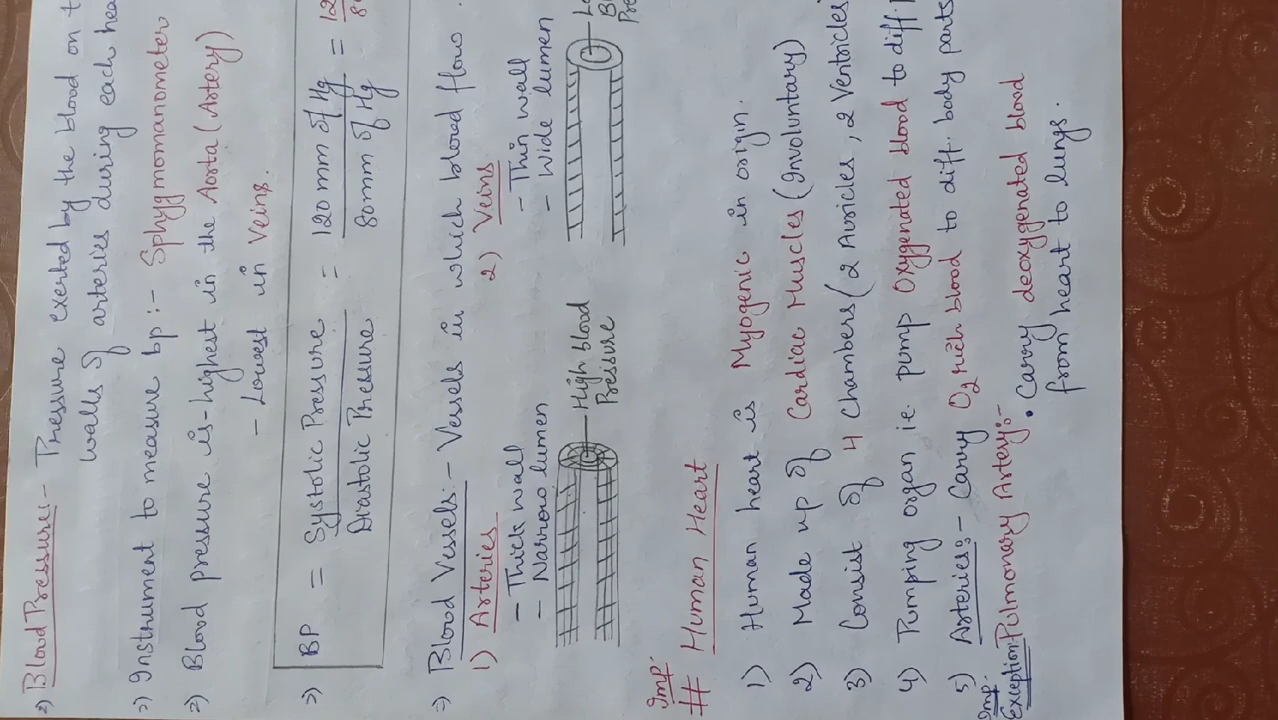 ⇒ Blood Pressure:- Pressure exerted by the blood on t
walls of arteries during each hea
⇒ Instrument to measure bp:- Sphygmomanometer
⇒ Blood pressure is - highest in the Aorta (Artery)
- Lowest in Veins.
⇒ BP = Systolic Pressure = 120 mm of Hg = 12
Diastolic Pressure 80mm of Hg 8
⇒ Blood Vessels:- Vessels in which blood flow.
1) Arteries 2) Veins
- Thick wall - Thin wall
- Narrow lumen - Wide lumen
High blood Pressure
Imp.
# Human Heart
1) Human heart is Myogenic in origin.
2) Made up of Cardiac Muscles (Involuntary)
3) Consist of 4 Chambers (2 Auricles, 2 Ventricles
4) Pumping organ ie. pump Oxygenated blood to diff.
5) Arteries:- Carry O2 rich blood to diff. body parts
Imp.
Exception Pulmonary Artery:-
• Carry deoxygenated blood
from heart to lungs.